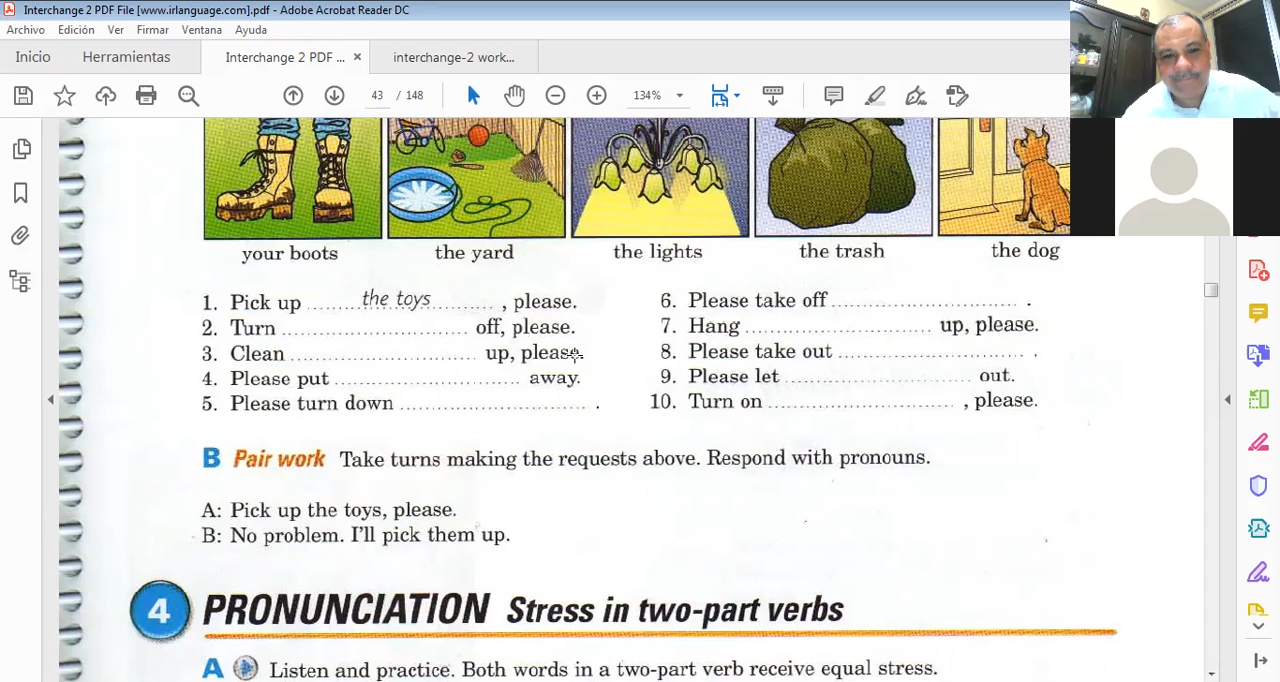 Interchange 2 PDF File [www.irlanguage.com].pdf - Adobe Acrobat Reader DC
Archivo Edición Ver Firmar Ventana Ayuda
Inicio Herramientas Interchange 2 PDF ... × interchange-2 work...
43 / 148 134%
your boots the yard the lights the trash the dog
1. Pick up the toys, please.
2. Turn .............................. off, please.
3. Clean .............................. up, please.
4. Please put .............................. away.
5. Please turn down .............................. .
6. Please take off .............................. .
7. Hang .............................. up, please.
8. Please take out .............................. .
9. Please let .............................. out.
10. Turn on .............................. , please.
B Pair work Take turns making the requests above. Respond with pronouns.
A: Pick up the toys, please.
B: No problem. I'll pick them up.
4 PRONUNCIATION Stress in two-part verbs
A Listen and practice. Both words in a two-part verb receive equal stress.